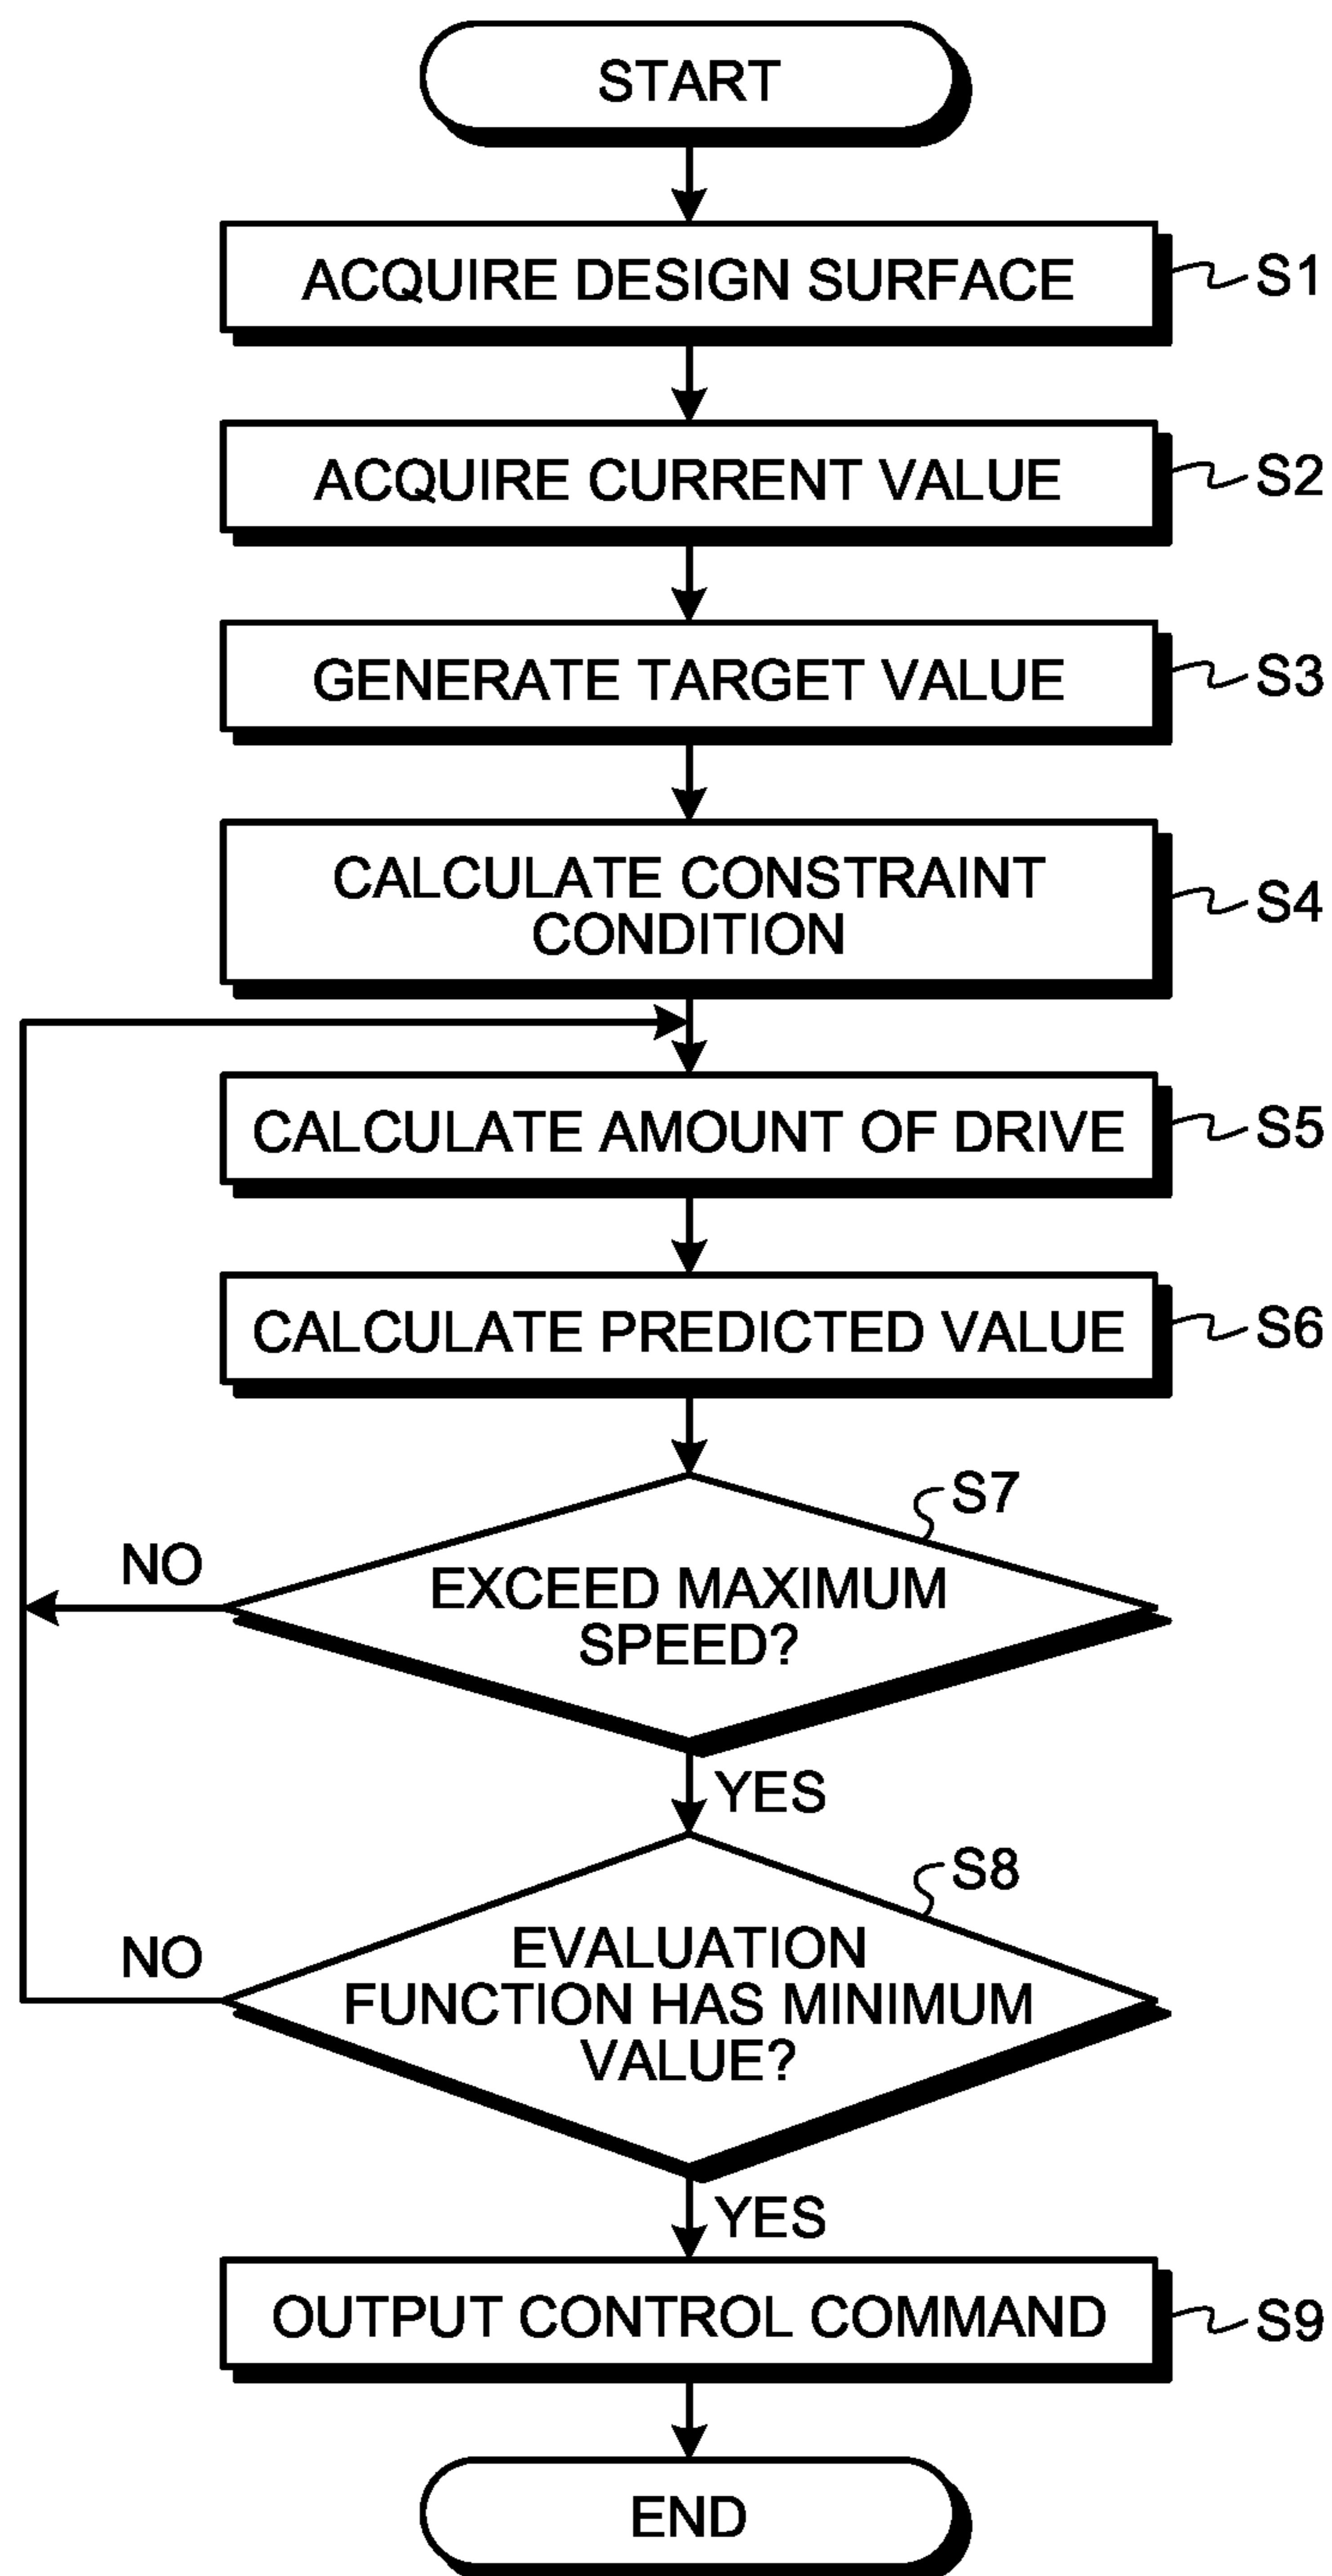 START
ACQUIRE DESIGN SURFACE
S1
ACQUIRE CURRENT VALUE
S2
GENERATE TARGET VALUE
S3
CALCULATE CONSTRAINT
CONDITION
S4
CALCULATE AMOUNT OF DRIVE
S5
CALCULATE PREDICTED VALUE
S6
S7
NO
EXCEED MAXIMUM
SPEED?
YES
S8
NO
EVALUATION
FUNCTION HAS MINIMUM
VALUE?
YES
OUTPUT CONTROL COMMAND
S9
END